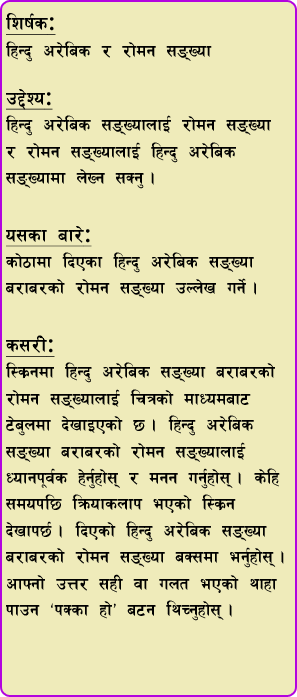 शिर्षक:
हिन्दु अरेबिक र रोमन सङ्ख्या
उद्देश्य:
हिन्दु अरेबिक सङ्ख्यालाई रोमन सङ्ख्या
र रोमन सङ्ख्यालाई हिन्दु अरेबिक
सङ्ख्यामा लेख्न सक्नु ।
यसका बारे:
कोठामा दिएका हिन्दु अरेबिक सङ्ख्या
बराबरको रोमन सङ्ख्या उल्लेख गर्ने ।
कसरी:
स्क्रिनमा हिन्दु अरेबिक सङ्ख्या बराबरको
रोमन सङ्ख्यालाई चित्रको माध्यमबाट
टेबुलमा देखाइएको छ । हिन्दु अरेबिक
सङ्ख्या बराबरको रोमन सङ्ख्यालाई
ध्यानपूर्वक हेर्नुहोस् र मनन गर्नुहोस् । केहि
समयपछि क्रियाकलाप भएको स्क्रिन
देखापर्छ । दिएको हिन्दु अरेबिक सङ्ख्या
बराबरको रोमन सङ्ख्या बक्समा भर्नुहोस् ।
आफ्नो उत्तर सही वा गलत भएको थाहा
पाउन ‘पक्का हो’ बटन थिच्नुहोस् ।